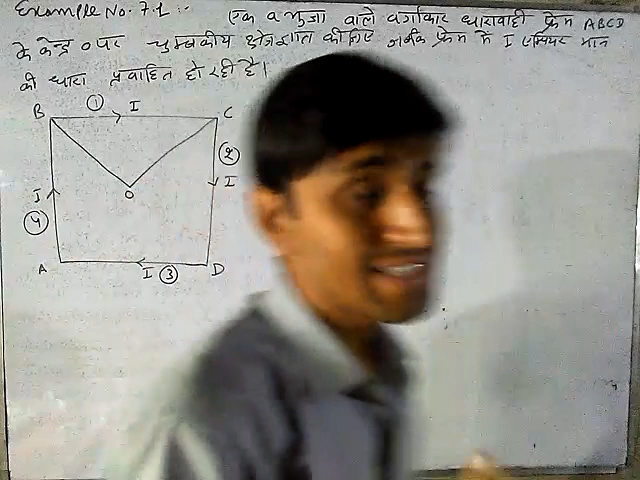 Example No. 7.1 :- एक a भुजा वाले वर्गाकार धारावाही फ्रेम ABCD
के केन्द्र O पर चुम्बकीय क्षेत्र ज्ञात कीजिए जबकि फ्रेम में I एम्पियर मान
की धारा प्रवाहित हो रही है।
B ① I C
② I
O
I ④
A I ③ D